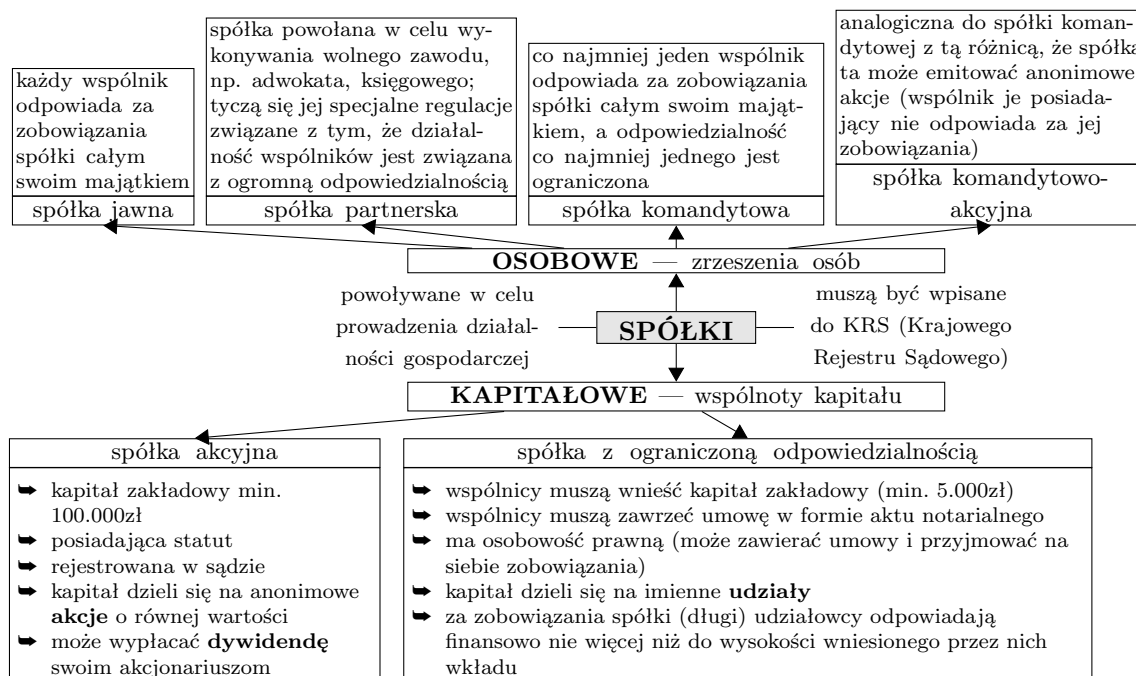 każdy wspólnik
odpowiada za
zobowiązania
spółki całym
swoim majątkiem
spółka jawna
spółka powołana w celu wy-
konywania wolnego zawodu,
np. adwokata, księgowego;
tyczą się jej specjalne regulacje
związane z tym, że działal-
ność wspólników jest związana
z ogromną odpowiedzialnością
spółka partnerska
co najmniej jeden wspólnik
odpowiada za zobowiązania
spółki całym swoim mająt-
kiem, a odpowiedzialność
co najmniej jednego jest
ograniczona
spółka komandytowa
analogiczna do spółki koman-
dytowej z tą różnicą, że spółka
ta może emitować anonimowe
akcje (wspólnik je posiada-
jący nie odpowiada za jej
zobowiązania)
spółka komandytowo-
akcyjna
OSOBOWE — zrzeszenia osób
powoływane w celu
prowadzenia działal-
ności gospodarczej
SPÓŁKI
muszą być wpisane
do KRS (Krajowego
Rejestru Sądowego)
KAPITAŁOWE — wspólnoty kapitału
spółka akcyjna
➥ kapitał zakładowy min.
100.000zł
➥ posiadająca statut
➥ rejestrowana w sądzie
➥ kapitał dzieli się na anonimowe
akcje o równej wartości
➥ może wypłacać dywidendę
swoim akcjonariuszom
spółka z ograniczoną odpowiedzialnością
➥ wspólnicy muszą wnieść kapitał zakładowy (min. 5.000zł)
➥ wspólnicy muszą zawrzeć umowę w formie aktu notarialnego
➥ ma osobowość prawną (może zawierać umowy i przyjmować na
siebie zobowiązania)
➥ kapitał dzieli się na imienne udziały
➥ za zobowiązania spółki (długi) udziałowcy odpowiadają
finansowo nie więcej niż do wysokości wniesionego przez nich
wkładu